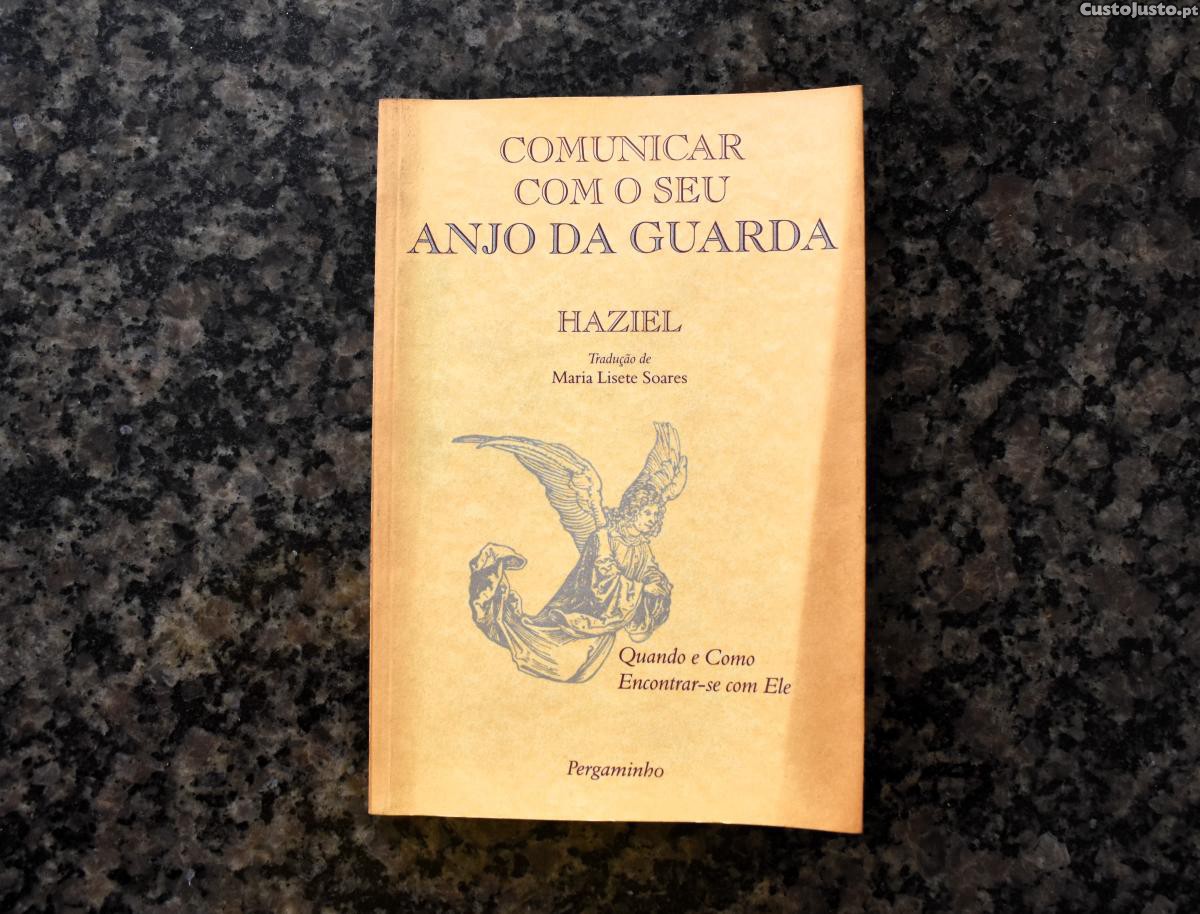 CustoJusto.pt
COMUNICAR
COM O SEU
ANJO DA GUARDA
HAZIEL
Tradução de
Maria Lisete Soares
Quando e Como
Encontrar-se com Ele
Pergaminho